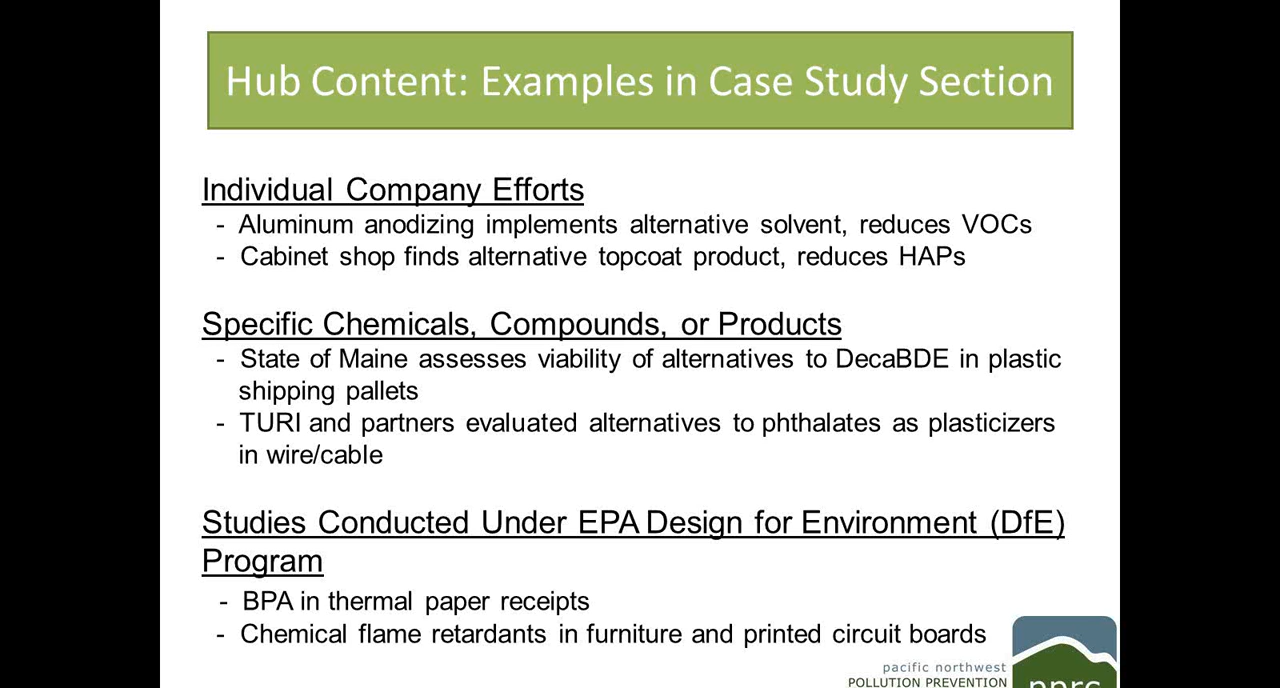 Hub Content: Examples in Case Study Section
Individual Company Efforts
- Aluminum anodizing implements alternative solvent, reduces VOCs
- Cabinet shop finds alternative topcoat product, reduces HAPs
Specific Chemicals, Compounds, or Products
- State of Maine assesses viability of alternatives to DecaBDE in plastic
shipping pallets
- TURI and partners evaluated alternatives to phthalates as plasticizers
in wire/cable
Studies Conducted Under EPA Design for Environment (DfE)
Program
- BPA in thermal paper receipts
- Chemical flame retardants in furniture and printed circuit boards
pacific northwest
POLLUTION PREVENTION
pprc